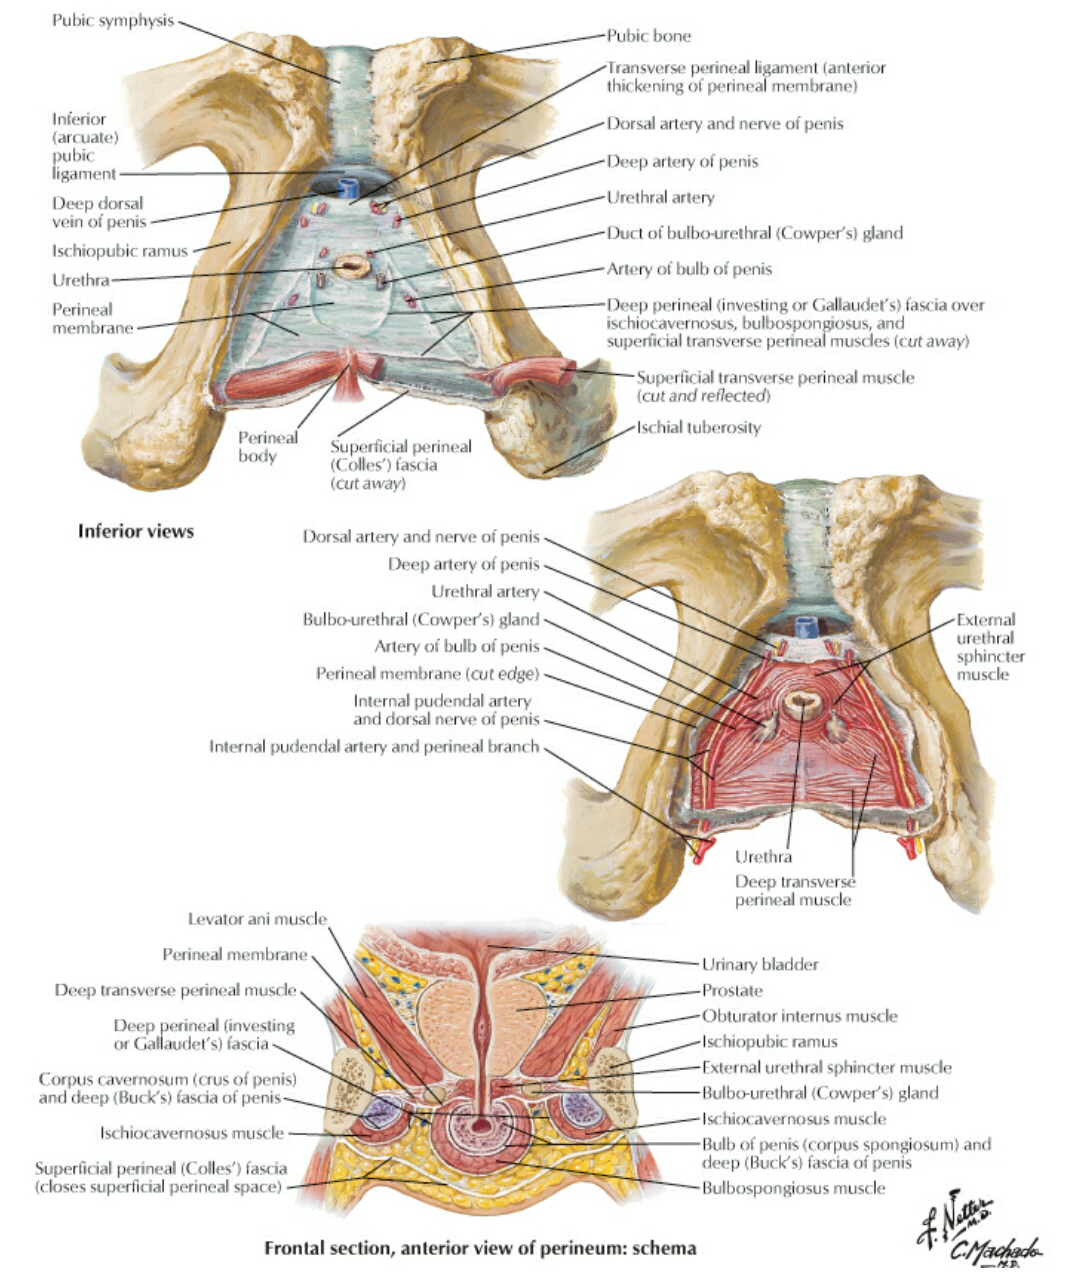 Pubic symphysis
Inferior
(arcuate)
pubic
ligament
Deep dorsal
vein of penis
Ischiopubic ramus
Urethra
Perineal
membrane
Pubic bone
Transverse perineal ligament (anterior
thickening of perineal membrane)
Dorsal artery and nerve of penis
Deep artery of penis
Urethral artery
Duct of bulbo-urethral (Cowper's) gland
Artery of bulb of penis
Deep perineal (investing or Gallaudet's) fascia over
ischiocavernosus, bulbospongiosus, and
superficial transverse perineal muscles (cut away)
Superficial transverse perineal muscle
(cut and reflected)
Ischial tuberosity
Perineal
body
Superficial perineal
(Colles') fascia
(cut away)
Inferior views
Dorsal artery and nerve of penis
Deep artery of penis
Urethral artery
Bulbo-urethral (Cowper's) gland
Artery of bulb of penis
Perineal membrane (cut edge)
Internal pudendal artery
and dorsal nerve of penis
Internal pudendal artery and perineal branch
External
urethral
sphincter
muscle
Urethra
Deep transverse
perineal muscle
Levator ani muscle
Perineal membrane
Deep transverse perineal muscle
Deep perineal (investing
or Gallaudet's) fascia
Corpus cavernosum (crus of penis)
and deep (Buck's) fascia of penis
Ischiocavernosus muscle
Superficial perineal (Colles') fascia
(closes superficial perineal space)
Urinary bladder
Prostate
Obturator internus muscle
Ischiopubic ramus
External urethral sphincter muscle
Bulbo-urethral (Cowper's) gland
Ischiocavernosus muscle
Bulb of penis (corpus spongiosum) and
deep (Buck's) fascia of penis
Bulbospongiosus muscle
Frontal section, anterior view of perineum: schema
F. Netter
M.D.
C. Machado
M.D.